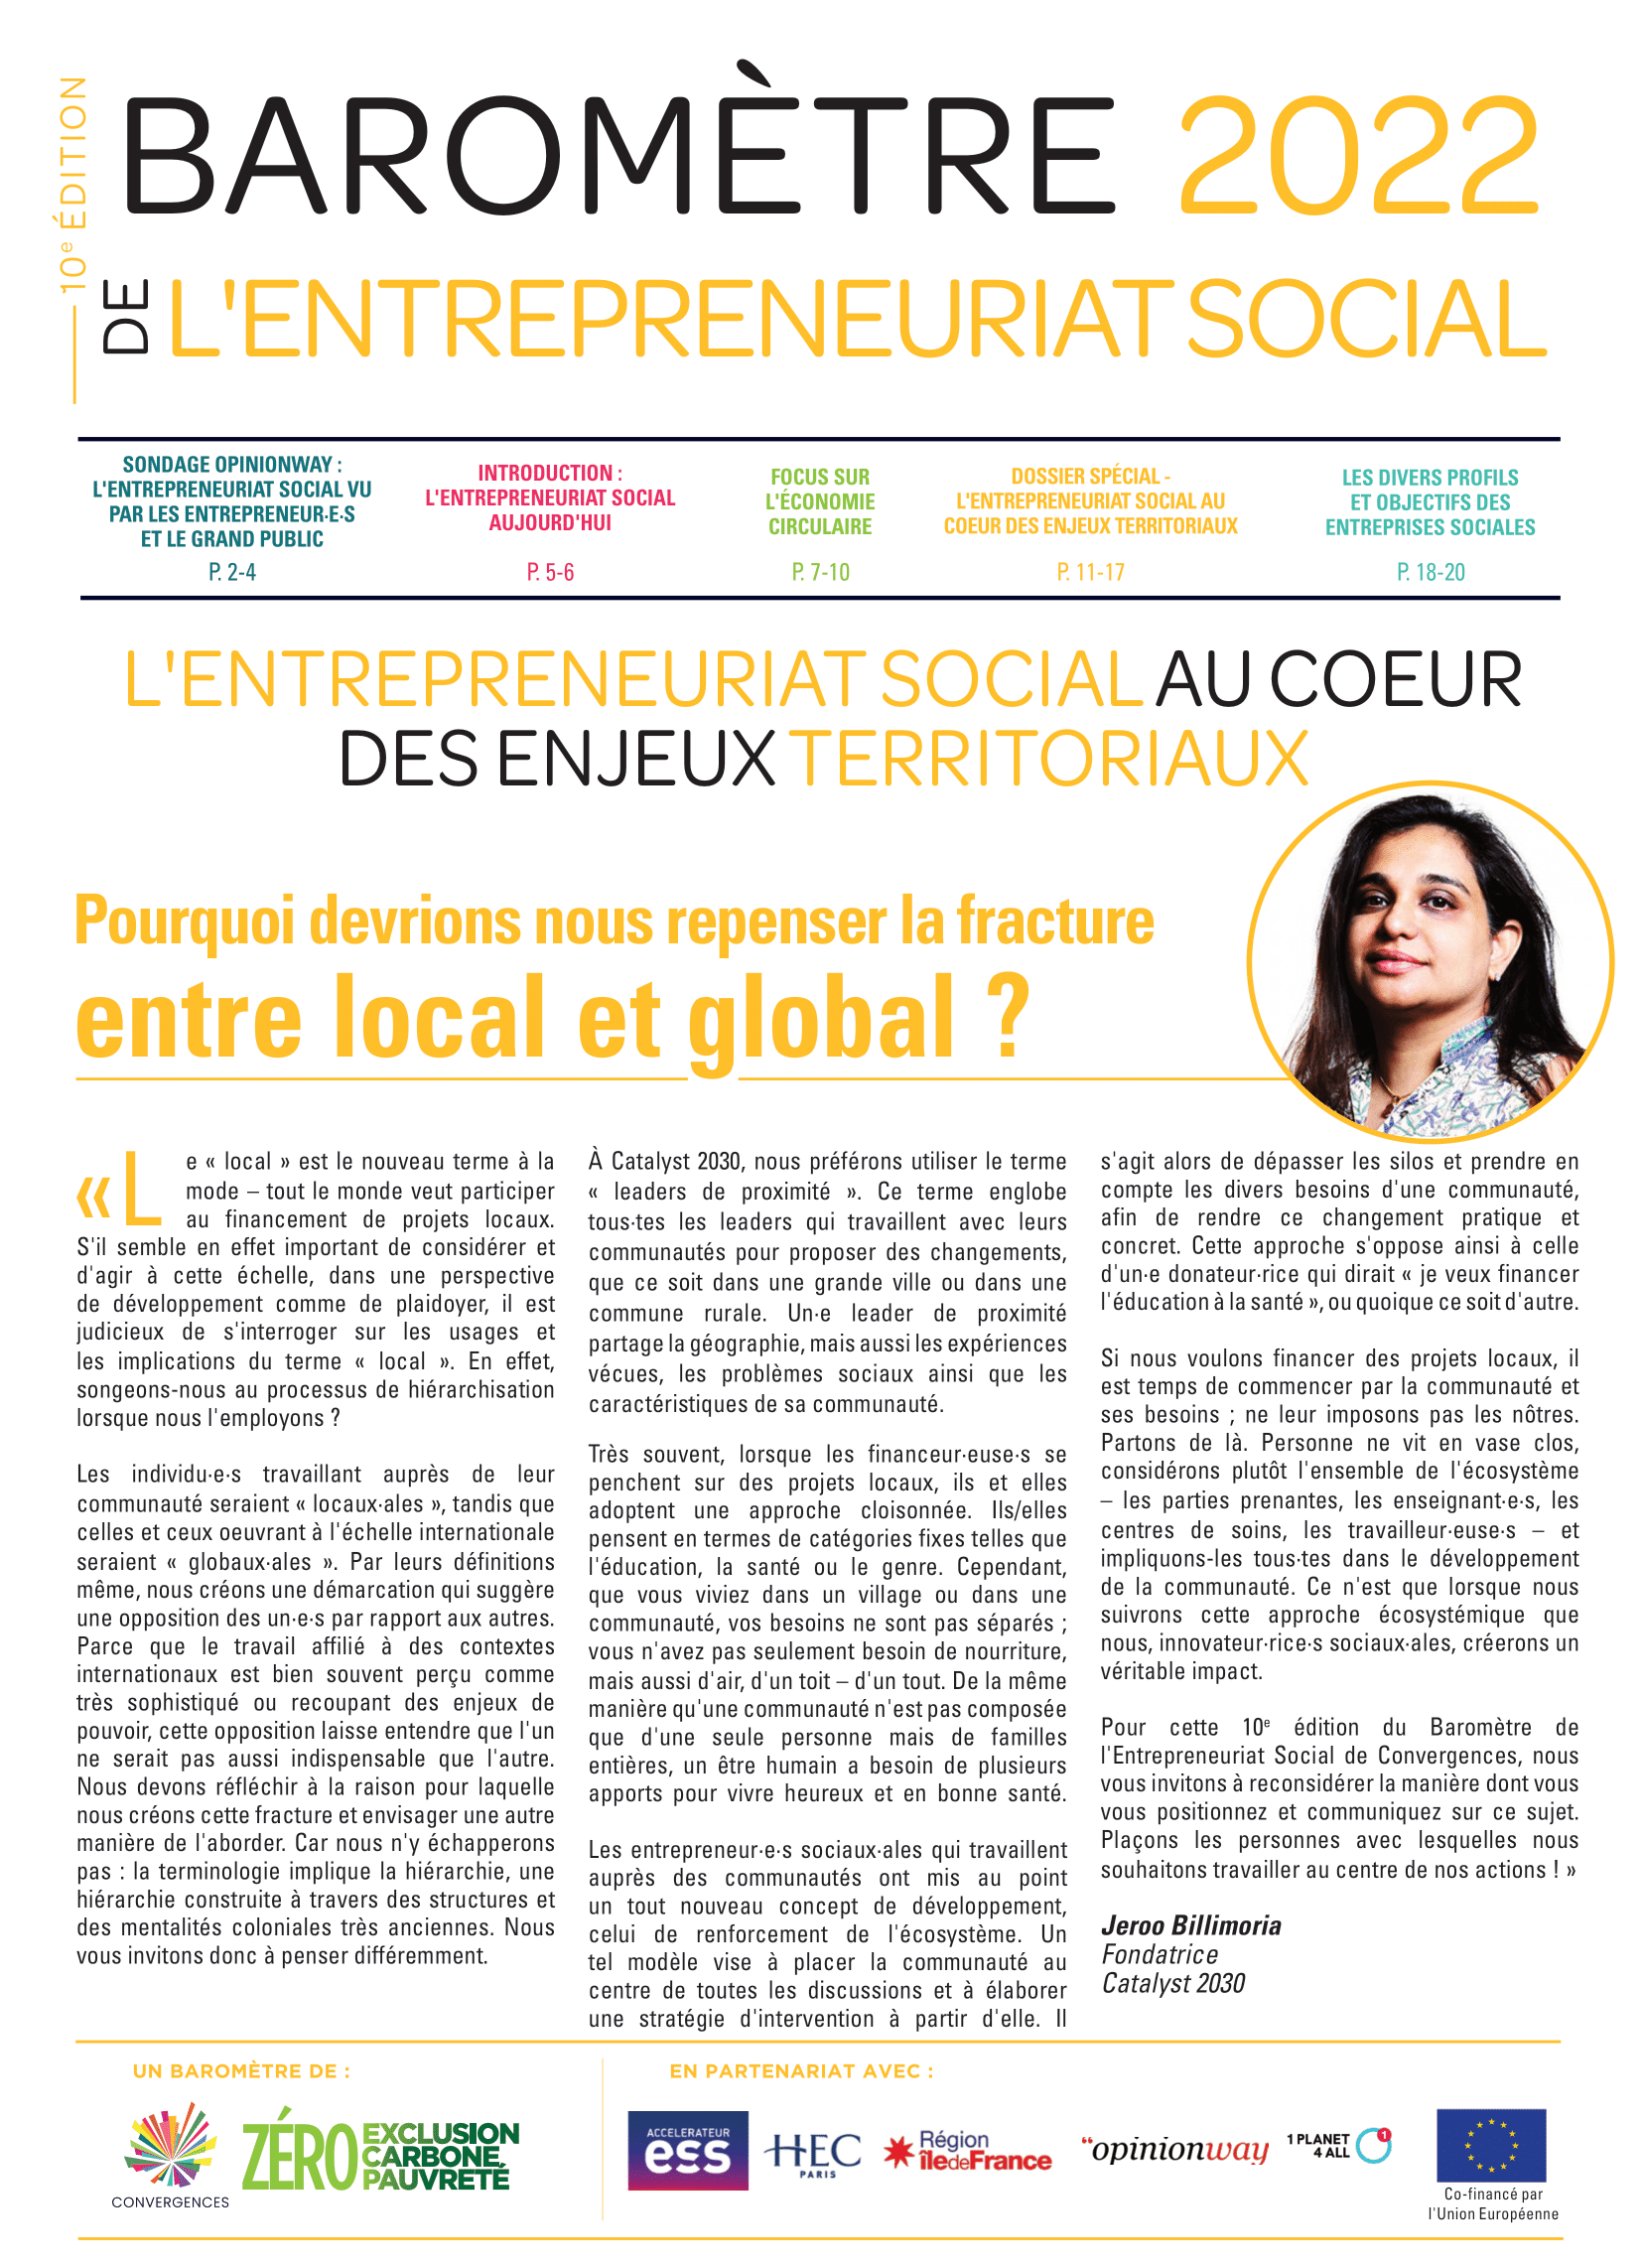 10e ÉDITION
BAROMÈTRE 2022
DE L'ENTREPRENEURIAT SOCIAL
SONDAGE OPINIONWAY :
L'ENTREPRENEURIAT SOCIAL VU
PAR LES ENTREPRENEUR·E·S
ET LE GRAND PUBLIC
P. 2-4
INTRODUCTION :
L'ENTREPRENEURIAT SOCIAL
AUJOURD'HUI
P. 5-6
FOCUS SUR
L'ÉCONOMIE
CIRCULAIRE
P. 7-10
DOSSIER SPÉCIAL -
L'ENTREPRENEURIAT SOCIAL AU
COEUR DES ENJEUX TERRITORIAUX
P. 11-17
LES DIVERS PROFILS
ET OBJECTIFS DES
ENTREPRISES SOCIALES
P. 18-20
L'ENTREPRENEURIAT SOCIAL AU COEUR
DES ENJEUX TERRITORIAUX
Pourquoi devrions nous repenser la fracture
entre local et global ?
«Le « local » est le nouveau terme à la
mode – tout le monde veut participer
au financement de projets locaux.
S'il semble en effet important de considérer et
d'agir à cette échelle, dans une perspective
de développement comme de plaidoyer, il est
judicieux de s'interroger sur les usages et
les implications du terme « local ». En effet,
songeons-nous au processus de hiérarchisation
lorsque nous l'employons ?
Les individu·e·s travaillant auprès de leur
communauté seraient « locaux·ales », tandis que
celles et ceux oeuvrant à l'échelle internationale
seraient « globaux·ales ». Par leurs définitions
même, nous créons une démarcation qui suggère
une opposition des un·e·s par rapport aux autres.
Parce que le travail affilié à des contextes
internationaux est bien souvent perçu comme
très sophistiqué ou recoupant des enjeux de
pouvoir, cette opposition laisse entendre que l'un
ne serait pas aussi indispensable que l'autre.
Nous devons réfléchir à la raison pour laquelle
nous créons cette fracture et envisager une autre
manière de l'aborder. Car nous n'y échapperons
pas : la terminologie implique la hiérarchie, une
hiérarchie construite à travers des structures et
des mentalités coloniales très anciennes. Nous
vous invitons donc à penser différemment.
À Catalyst 2030, nous préférons utiliser le terme
« leaders de proximité ». Ce terme englobe
tous·tes les leaders qui travaillent avec leurs
communautés pour proposer des changements,
que ce soit dans une grande ville ou dans une
commune rurale. Un·e leader de proximité
partage la géographie, mais aussi les expériences
vécues, les problèmes sociaux ainsi que les
caractéristiques de sa communauté.
Très souvent, lorsque les financeur·euse·s se
penchent sur des projets locaux, ils et elles
adoptent une approche cloisonnée. Ils/elles
pensent en termes de catégories fixes telles que
l'éducation, la santé ou le genre. Cependant,
que vous viviez dans un village ou dans une
communauté, vos besoins ne sont pas séparés ;
vous n'avez pas seulement besoin de nourriture,
mais aussi d'air, d'un toit – d'un tout. De la même
manière qu'une communauté n'est pas composée
que d'une seule personne mais de familles
entières, un être humain a besoin de plusieurs
apports pour vivre heureux et en bonne santé.
Les entrepreneur·e·s sociaux·ales qui travaillent
auprès des communautés ont mis au point
un tout nouveau concept de développement,
celui de renforcement de l'écosystème. Un
tel modèle vise à placer la communauté au
centre de toutes les discussions et à élaborer
une stratégie d'intervention à partir d'elle. Il
s'agit alors de dépasser les silos et prendre en
compte les divers besoins d'une communauté,
afin de rendre ce changement pratique et
concret. Cette approche s'oppose ainsi à celle
d'un·e donateur·rice qui dirait « je veux financer
l'éducation à la santé », ou quoique ce soit d'autre.
Si nous voulons financer des projets locaux, il
est temps de commencer par la communauté et
ses besoins ; ne leur imposons pas les nôtres.
Partons de là. Personne ne vit en vase clos,
considérons plutôt l'ensemble de l'écosystème
– les parties prenantes, les enseignant·e·s, les
centres de soins, les travailleur·euse·s – et
impliquons-les tous·tes dans le développement
de la communauté. Ce n'est que lorsque nous
suivrons cette approche écosystémique que
nous, innovateur·rice·s sociaux·ales, créerons un
véritable impact.
Pour cette 10e édition du Baromètre de
l'Entrepreneuriat Social de Convergences, nous
vous invitons à reconsidérer la manière dont vous
vous positionnez et communiquez sur ce sujet.
Plaçons les personnes avec lesquelles nous
souhaitons travailler au centre de nos actions ! »
Jeroo Billimoria
Fondatrice
Catalyst 2030
UN BAROMÈTRE DE :
CONVERGENCES
ZÉRO EXCLUSION
CARBONE
PAUVRETÉ
EN PARTENARIAT AVEC :
ACCELERATEUR
ess
HEC
PARIS
Région
îledeFrance
“opinionway
1 PLANET
4 ALL
1
Co-financé par
l'Union Européenne